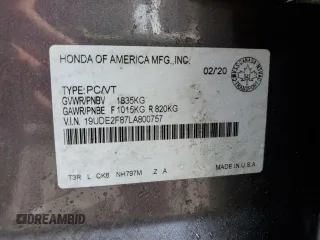 HONDA OF AMERICA MFG., INC.
02/'20
TYPE: PC/VT
GVWR/PNBV 1835KG
GAWR/PNBE F 1015KG R 820KG
V.I.N. 19UDE2F87LA800757
T3R L CK6 NH797M Z A
MADE IN U.S.A.
© DREAMBID